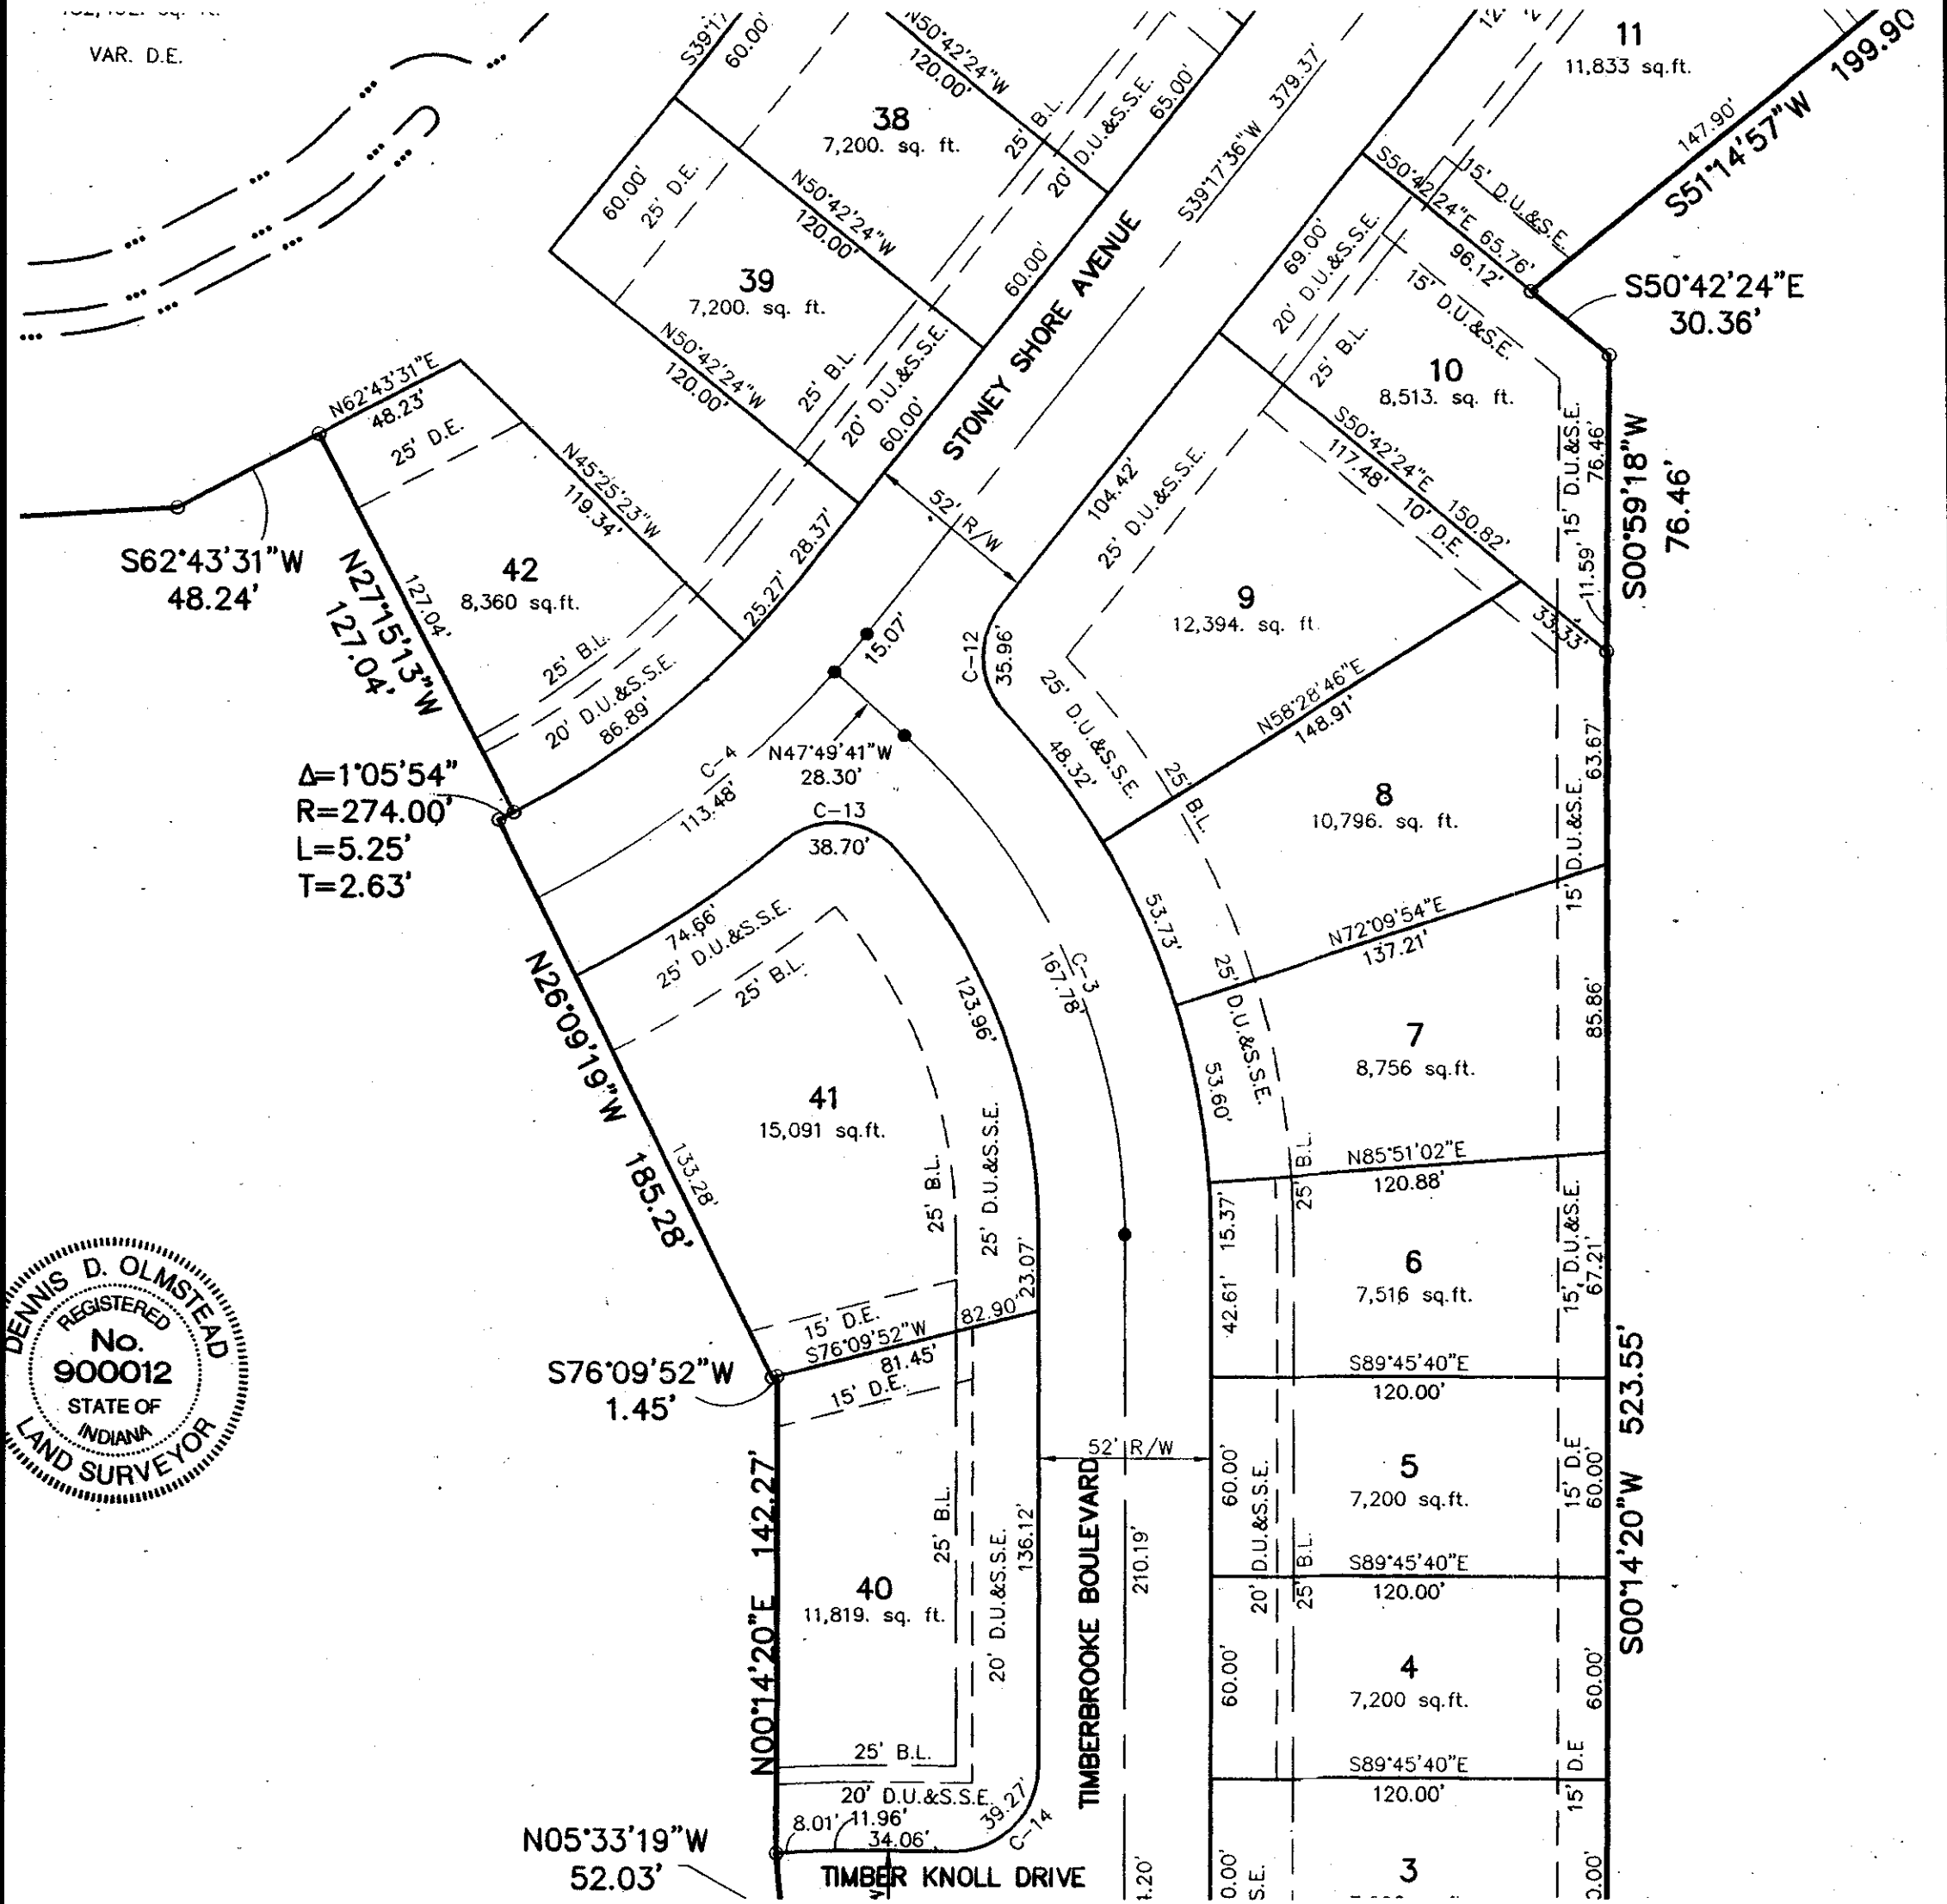 VAR. D.E.
60.00'
N50°42'24"W
120.00'
38
7,200. sq. ft.
25' B.L.
20' D.U.&S.S.E.
65.00'
S39°17'36"W 379.37'
11
11,833 sq.ft.
147.90'
S51°14'57"W 199.90
60.00'
25' D.E.
N50°42'24"W
120.00'
39
7,200. sq. ft.
60.00'
STONEY SHORE AVENUE
69.00'
S50°42'24"E 65.76'
96.12'
15' D.U.&S.E.
15' D.U.&S.E.
S50°42'24"E
30.36'
20' D.U.&S.S.E.
25' B.L.
10
8,513. sq. ft.
N50°42'24"W
120.00'
25' B.L.
20' D.U.&S.S.E.
60.00'
N62°43'31"E
48.23'
25' D.E.
N45°25'23"W
119.34'
S62°43'31"W
48.24'
N27°15'13"W
127.04'
127.04'
42
8,360 sq.ft.
25' B.L.
20' D.U.&S.S.E.
86.89'
25.27'
28.37'
52' R/W
104.42'
25' D.U.&S.S.E.
S50°42'24"E
117.48'
150.82'
10' D.E.
33.33'
15' D.U.&S.E.
76.46'
11.59'
S00°59'18"W
76.46'
9
12,394. sq. ft.
15.07'
C-12
35.96'
25' D.U.&S.S.E.
48.32'
N58°28'46"E
148.91'
63.67'
Δ=1°05'54"
R=274.00'
L=5.25'
T=2.63'
C-4
113.48'
N47°49'41"W
28.30'
C-13
38.70'
25' B.L.
8
10,796. sq. ft.
15' D.U.&S.E.
74.66'
25' D.U.&S.S.E.
25' B.L.
53.73'
N72°09'54"E
137.21'
N26°09'19"W 185.28'
133.28'
123.96'
C-3
167.78'
25' D.U.&S.S.E.
85.86'
7
8,756 sq.ft.
53.60'
41
15,091 sq.ft.
25' B.L.
25' D.U.&S.S.E.
25' B.L.
N85°51'02"E
120.88'
15.37'
42.61'
6
7,516 sq.ft.
15' D.U.&S.E.
67.21'
23.07'
82.90'
15' D.E.
S76°09'52"W
81.45'
15' D.E.
S76°09'52"W
1.45'
S89°45'40"E
120.00'
DENNIS D. OLMSTEAD
REGISTERED
No.
900012
STATE OF
INDIANA
LAND SURVEYOR
52' R/W
5
7,200 sq.ft.
60.00'
15' D.E
60.00'
S00°14'20"W 523.55'
N00°14'20"E 142.27'
25' B.L.
20' D.U.&S.S.E.
136.12'
TIMBERBROOKE BOULEVARD
210.19'
20' D.U.&S.S.E.
25' B.L.
S89°45'40"E
120.00'
40
11,819. sq. ft.
4
7,200 sq.ft.
60.00'
60.00'
25' B.L.
20' D.U.&S.S.E.
S89°45'40"E
120.00'
15' D.E
8.01'
11.96'
34.06'
39.27'
C-14
N05°33'19"W
52.03'
TIMBER KNOLL DRIVE
3